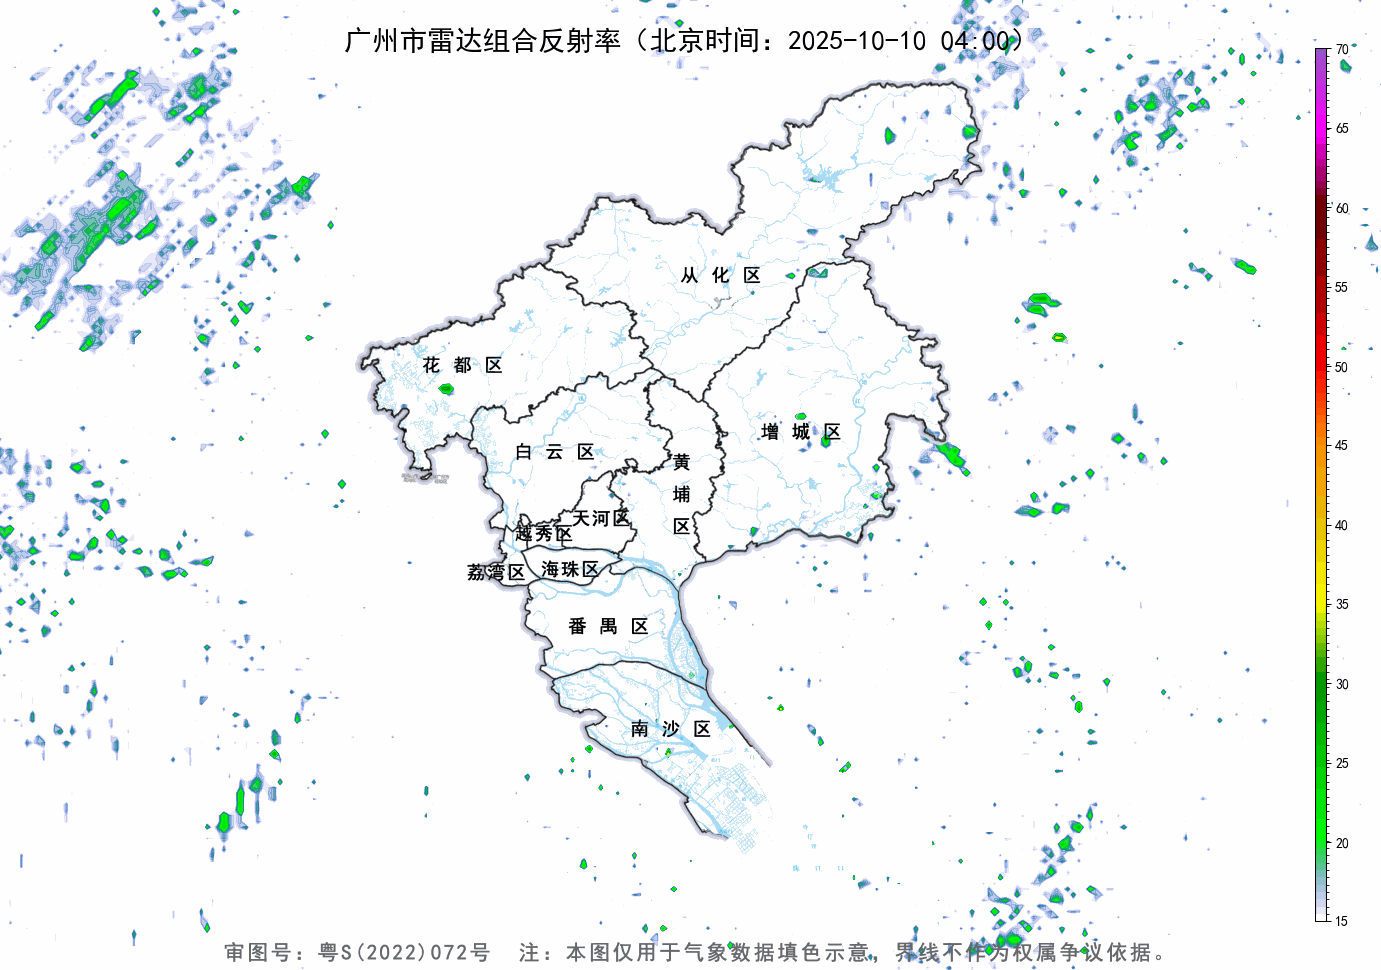 广州市雷达组合反射率（北京时间：2025-10-10 04:00）
70
65
60
55
50
45
40
35
30
25
20
15
从化区
花都区
增城区
白云区
黄埔区
天河区
越秀区
荔湾区
海珠区
番禺区
南沙区
审图号：粤S(2022)072号　注：本图仅用于气象数据填色示意，界线不作为权属争议依据。